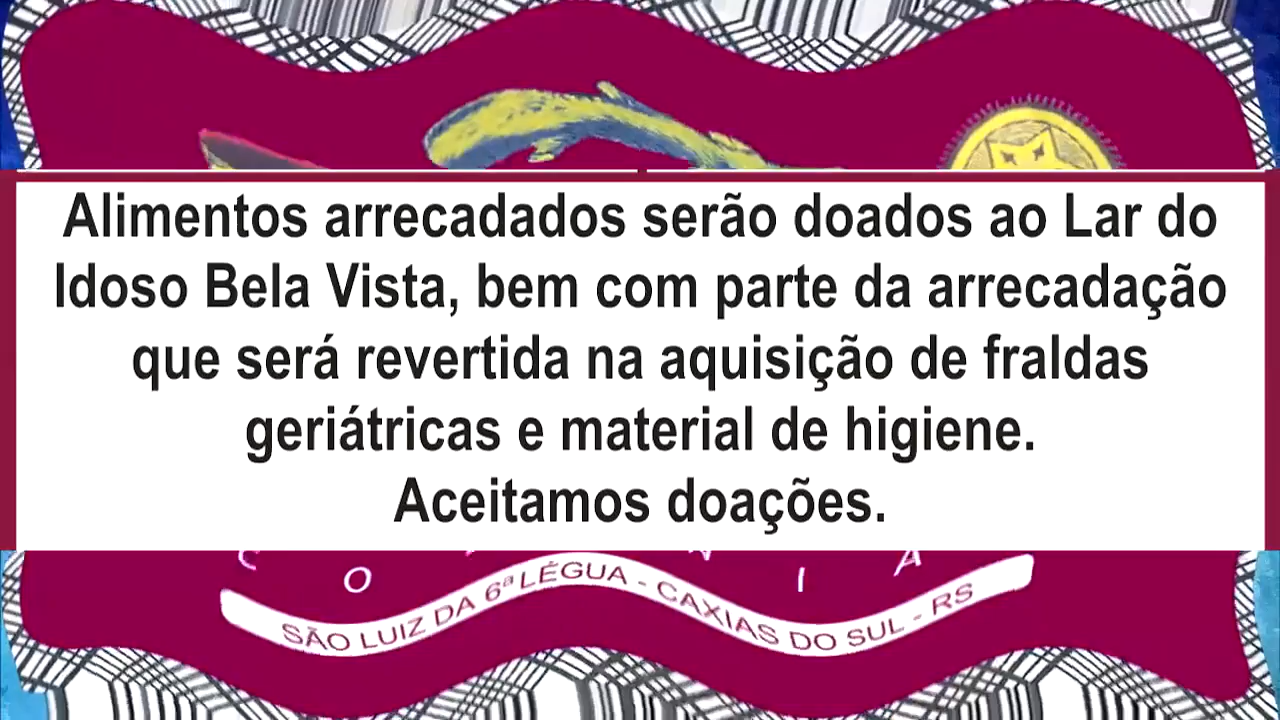 Alimentos arrecadados serão doados ao Lar do
Idoso Bela Vista, bem com parte da arrecadação
que será revertida na aquisição de fraldas
geriátricas e material de higiene.
Aceitamos doações.
SÃO LUIZ DA 6ª LÉGUA - CAXIAS DO SUL - RS